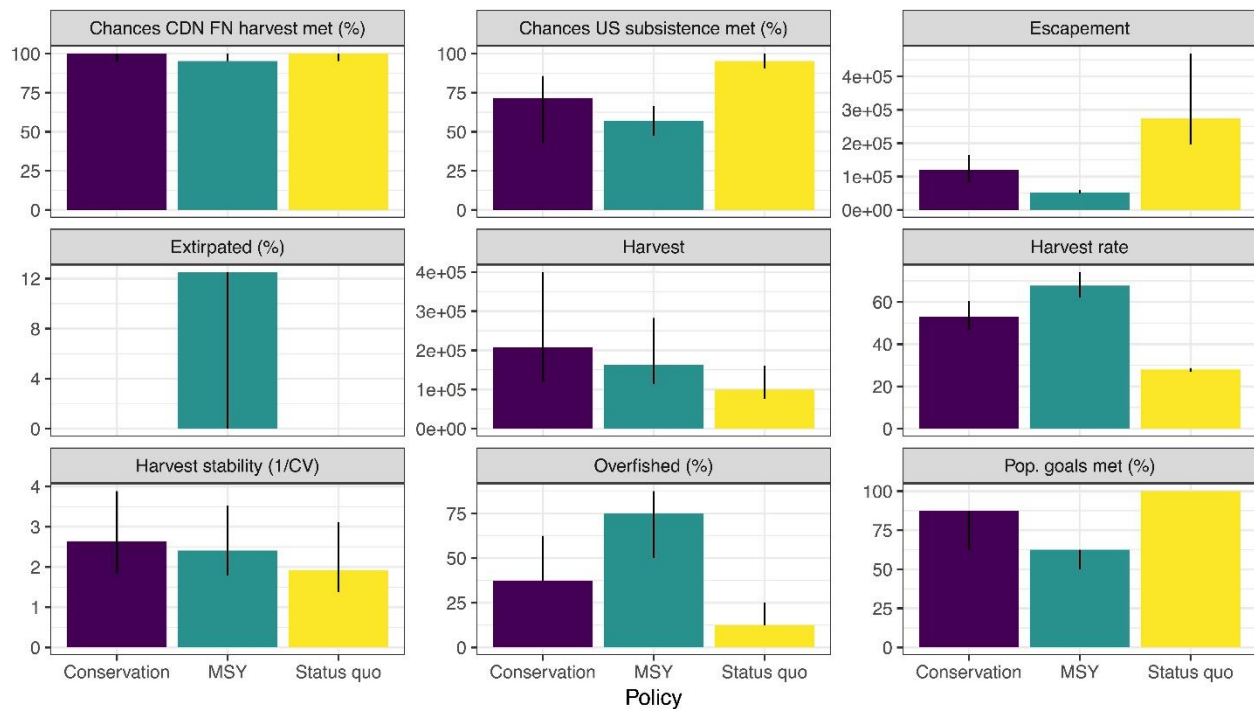 Chances CDN FN harvest met (%)
100
75
50
25
0
Chances US subsistence met (%)
100
75
50
25
0
Escapement
4e+05
3e+05
2e+05
1e+05
0e+00
Extirpated (%)
12
8
4
0
Harvest
4e+05
3e+05
2e+05
1e+05
0e+00
Harvest rate
60
40
20
0
Harvest stability (1/CV)
4
3
2
1
0
Overfished (%)
75
50
25
0
Pop. goals met (%)
100
75
50
25
0
Conservation MSY Status quo
Conservation MSY Status quo
Conservation MSY Status quo
Policy